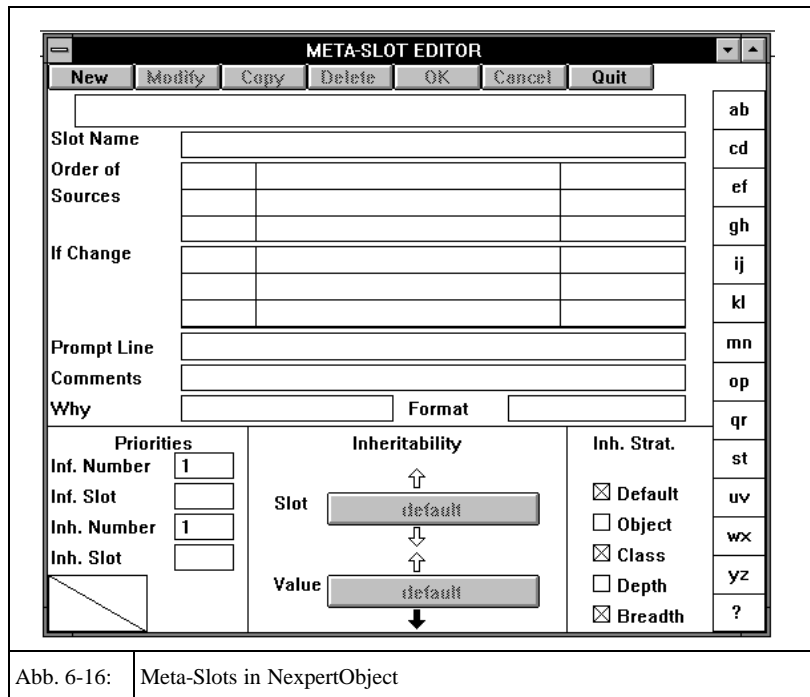 META-SLOT EDITOR
New Modify Copy Delete OK Cancel Quit
ab
Slot Name
cd
Order of
Sources
ef
gh
If Change
ij
kl
Prompt Line
mn
Comments
op
Why Format
qr
Priorities Inheritability Inh. Strat.
st
Inf. Number 1
Inf. Slot
Slot default
Default
uv
Inh. Number 1
Object
wx
Inh. Slot
Class
Value default
Depth
yz
Breadth
?
Abb. 6-16: Meta-Slots in NexpertObject